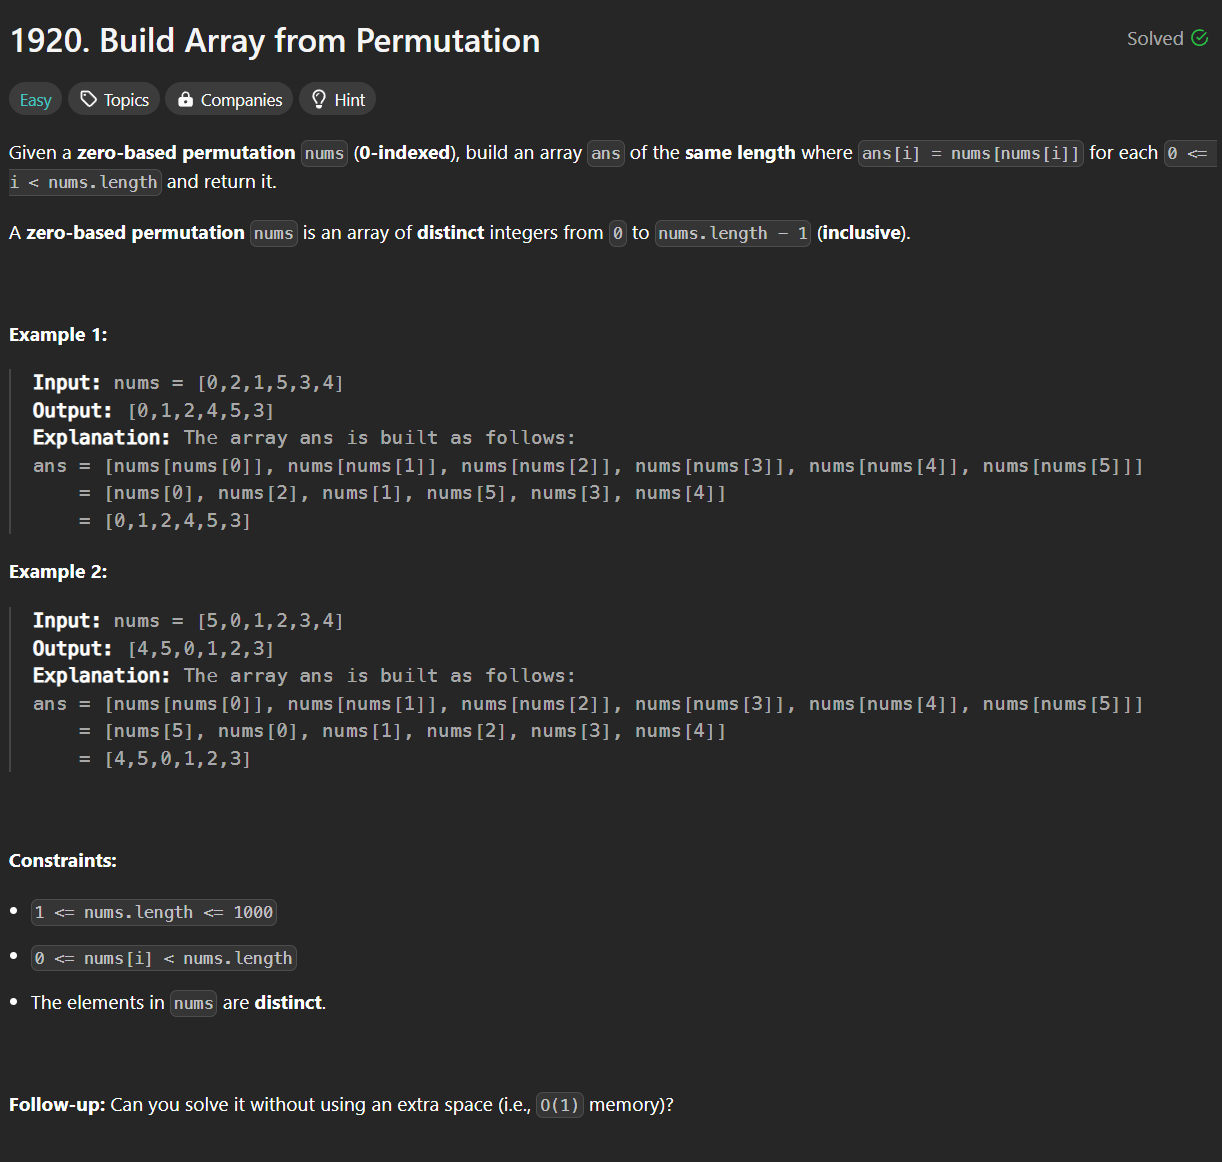 1920. Build Array from Permutation
Solved
Easy Topics Companies Hint
Given a zero-based permutation nums (0-indexed), build an array ans of the same length where ans[i] = nums[nums[i]] for each 0 <=
i < nums.length and return it.
A zero-based permutation nums is an array of distinct integers from 0 to nums.length - 1 (inclusive).
Example 1:
Input: nums = [0,2,1,5,3,4]
Output: [0,1,2,4,5,3]
Explanation: The array ans is built as follows:
ans = [nums[nums[0]], nums[nums[1]], nums[nums[2]], nums[nums[3]], nums[nums[4]], nums[nums[5]]]
= [nums[0], nums[2], nums[1], nums[5], nums[3], nums[4]]
= [0,1,2,4,5,3]
Example 2:
Input: nums = [5,0,1,2,3,4]
Output: [4,5,0,1,2,3]
Explanation: The array ans is built as follows:
ans = [nums[nums[0]], nums[nums[1]], nums[nums[2]], nums[nums[3]], nums[nums[4]], nums[nums[5]]]
= [nums[5], nums[0], nums[1], nums[2], nums[3], nums[4]]
= [4,5,0,1,2,3]
Constraints:
• 1 <= nums.length <= 1000
• 0 <= nums[i] < nums.length
• The elements in nums are distinct.
Follow-up: Can you solve it without using an extra space (i.e., O(1) memory)?